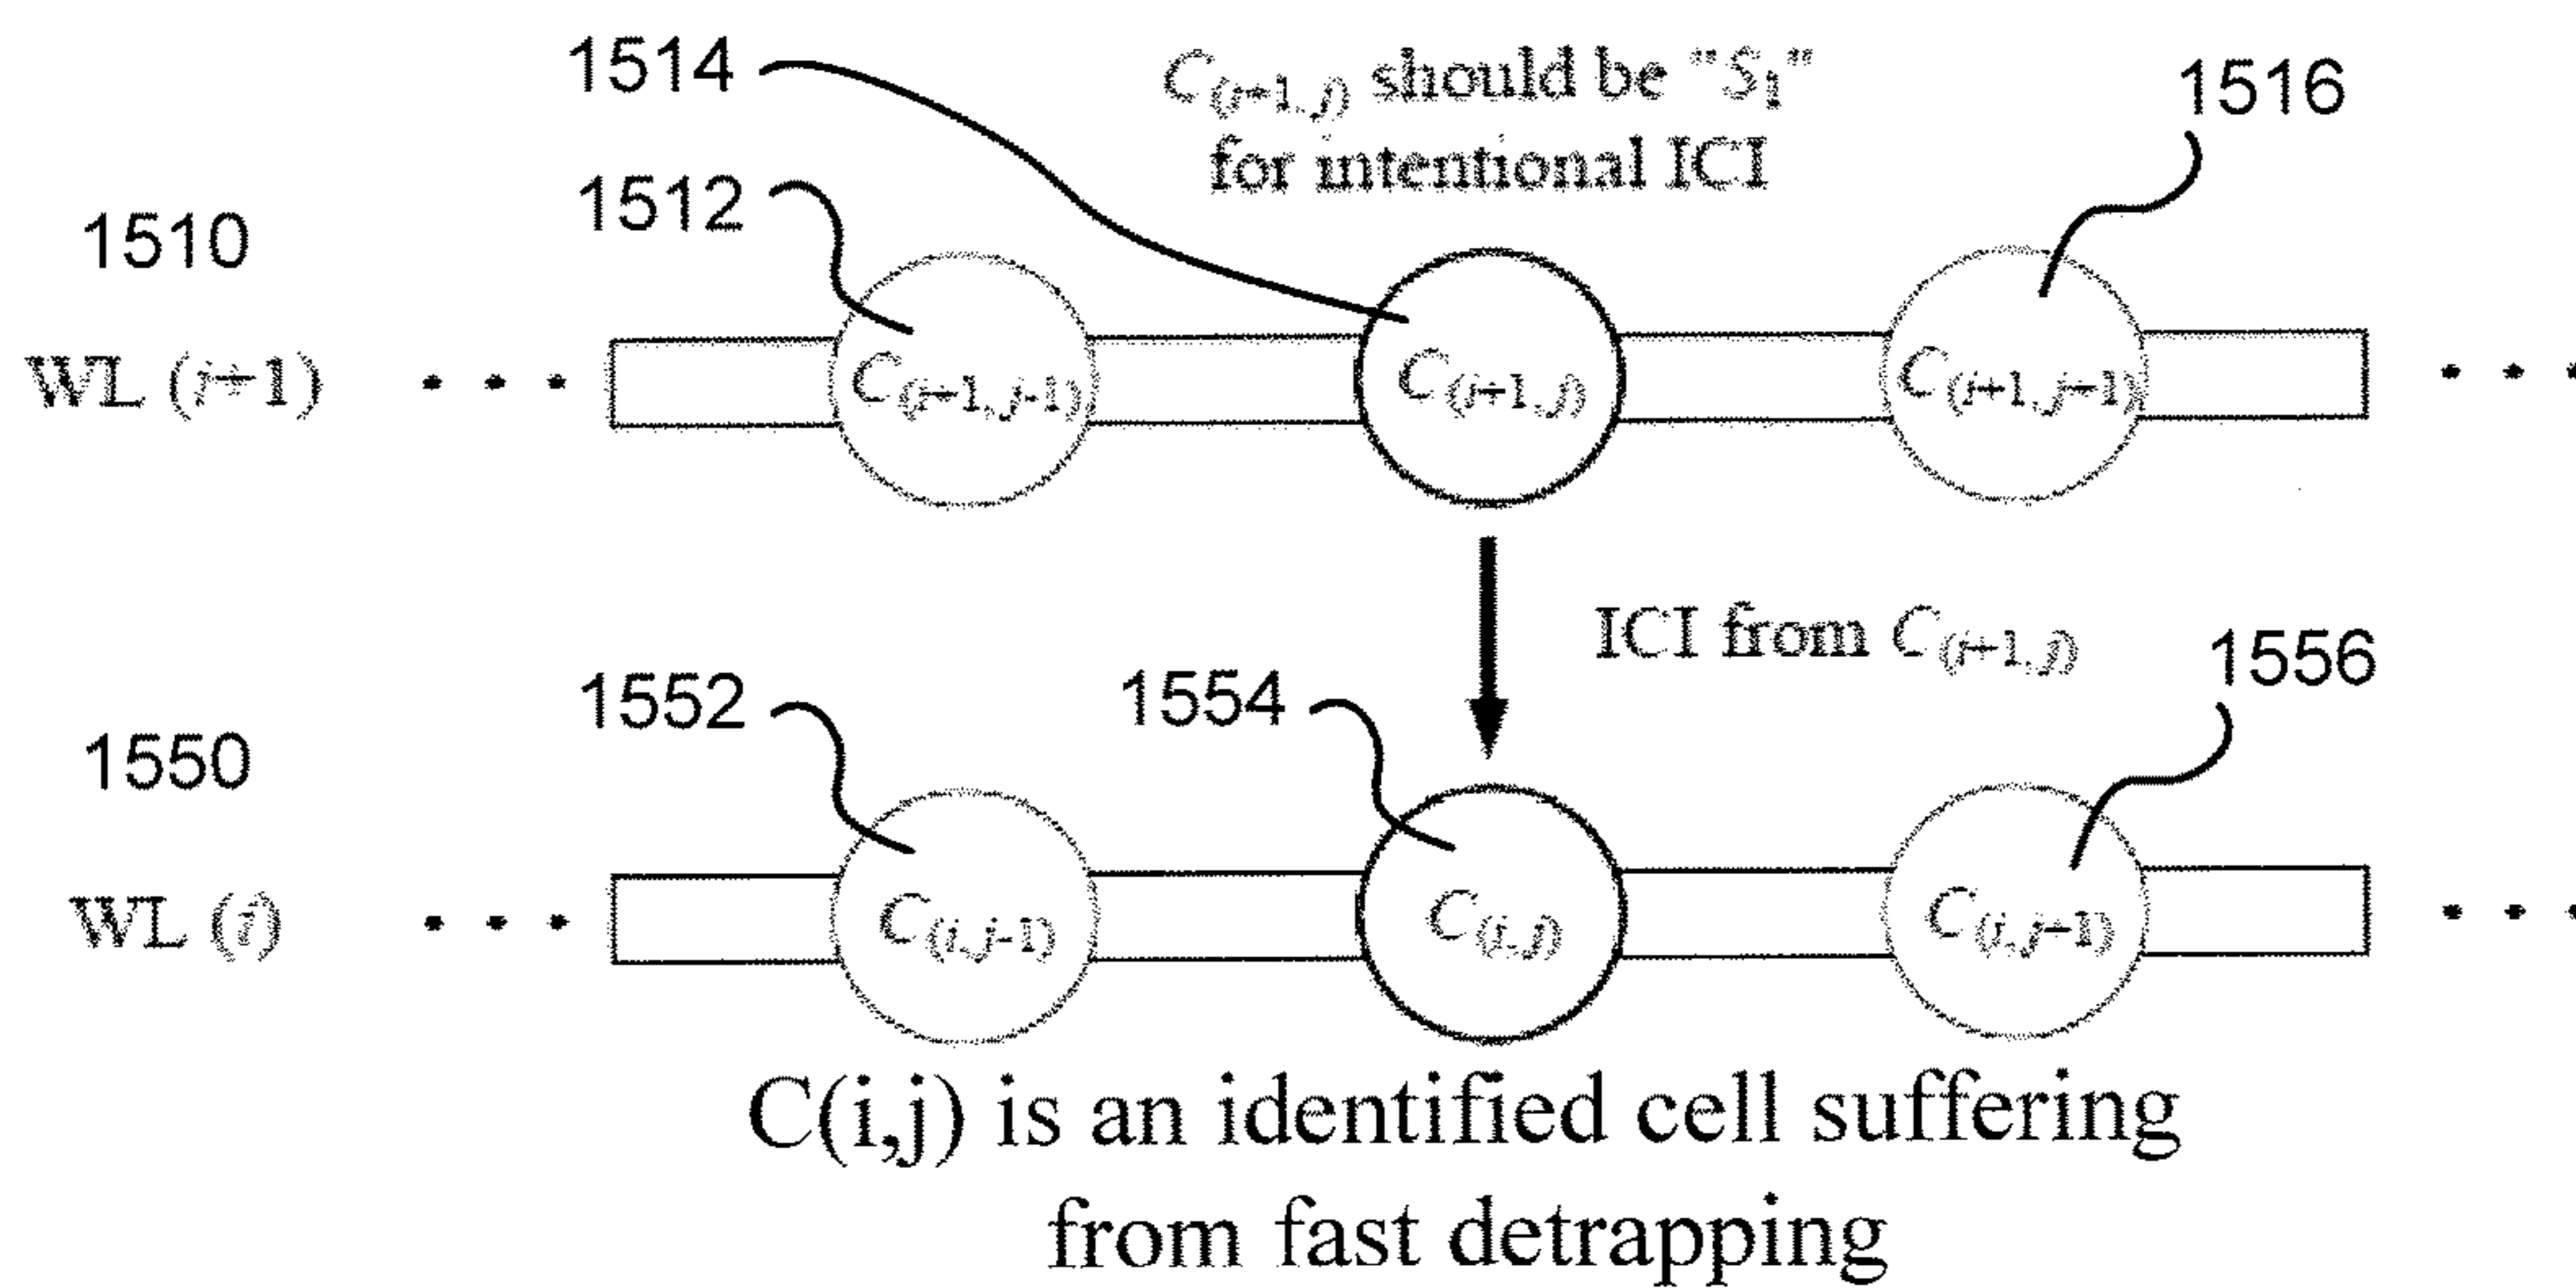 1514
C(i+1, j) should be "S1"
1516
for intentional ICI
1512
1510
WL (i+1)
• • •
C(i+1, j-1)
C(i+1, j)
C(i+1, j+1)
• • •
ICI from C(i+1, j)
1552
1554
1556
1550
WL (i)
• • •
C(i, j-1)
C(i, j)
C(i, j+1)
• • •
C(i,j) is an identified cell suffering
from fast detrapping